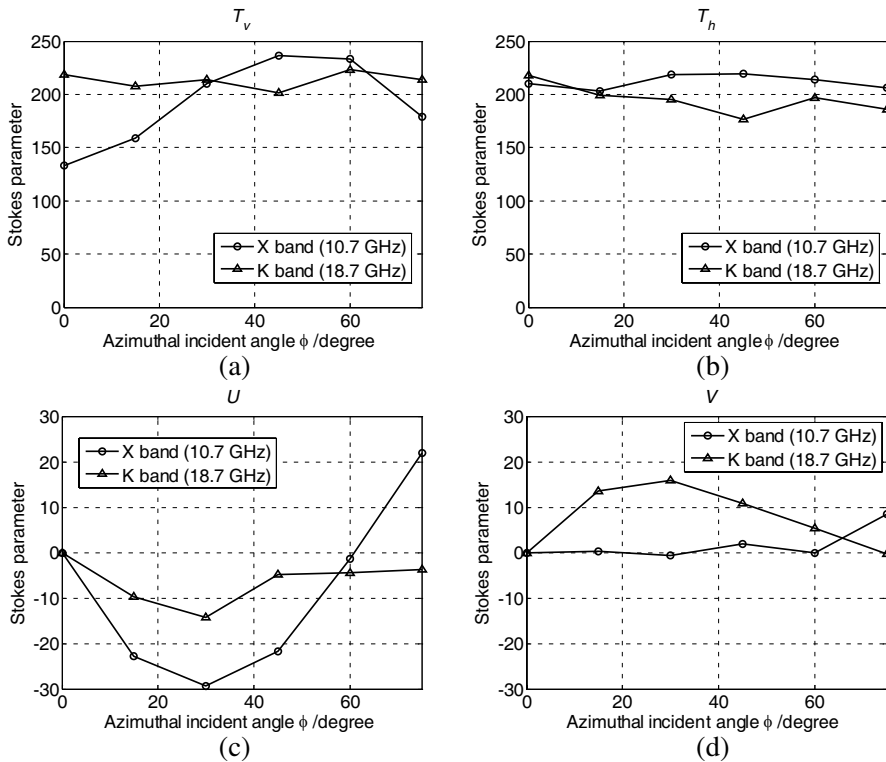 T_v
250
200
150
100
50
0
Stokes parameter
X band (10.7 GHz)
K band (18.7 GHz)
0 20 40 60
Azimuthal incident angle ϕ /degree
(a)
T_h
250
200
150
100
50
0
Stokes parameter
X band (10.7 GHz)
K band (18.7 GHz)
0 20 40 60
Azimuthal incident angle ϕ /degree
(b)
U
30
20
10
0
-10
-20
-30
Stokes parameter
X band (10.7 GHz)
K band (18.7 GHz)
0 20 40 60
Azimuthal incident angle ϕ /degree
(c)
V
30
20
10
0
-10
-20
-30
Stokes parameter
X band (10.7 GHz)
K band (18.7 GHz)
0 20 40 60
Azimuthal incident angle ϕ /degree
(d)